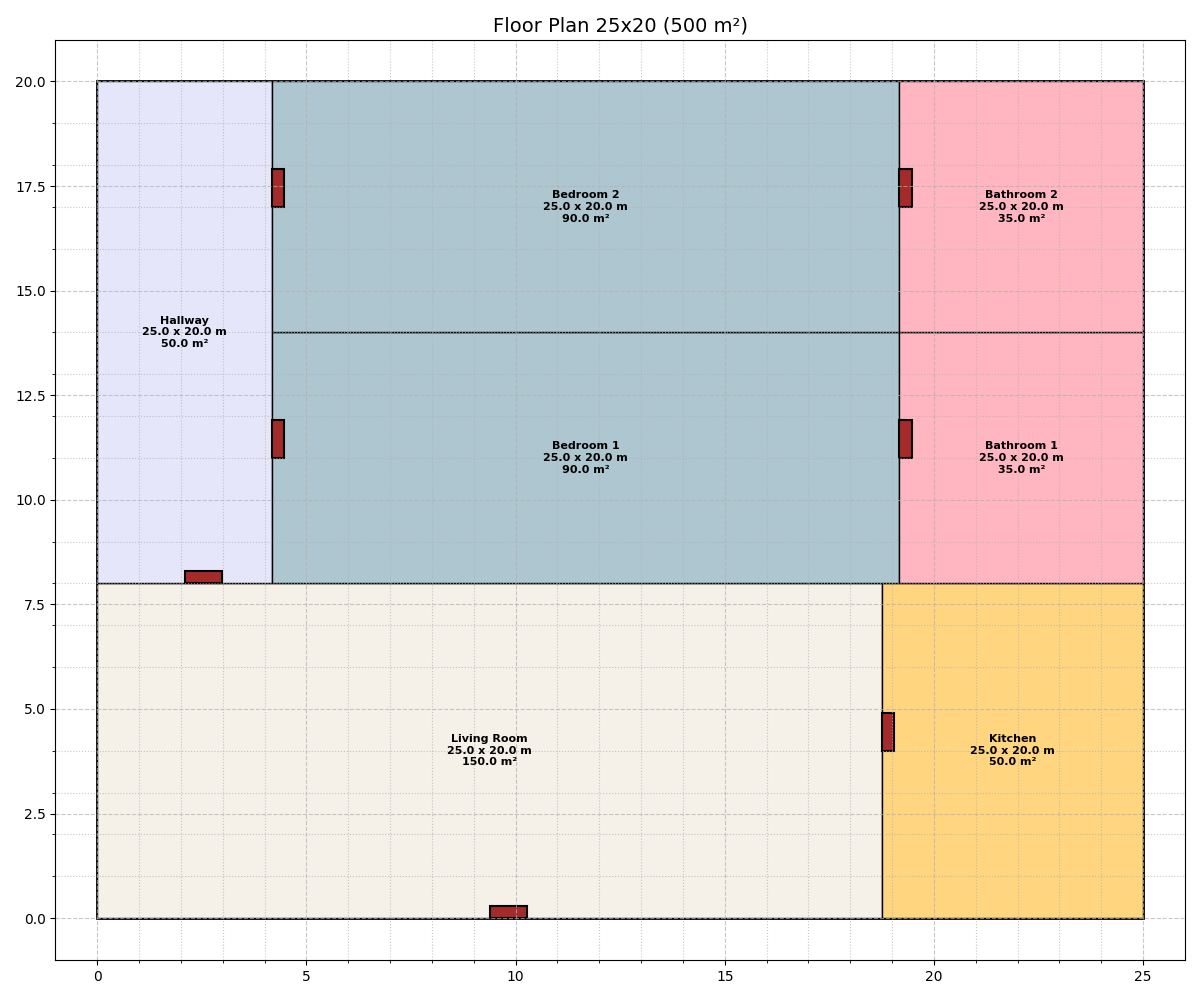 Floor Plan 25x20 (500 m²)
20.0
17.5
15.0
12.5
10.0
7.5
5.0
2.5
0.0
Bedroom 2
25.0 x 20.0 m
90.0 m²
Bathroom 2
25.0 x 20.0 m
35.0 m²
Hallway
25.0 x 20.0 m
50.0 m²
Bedroom 1
25.0 x 20.0 m
90.0 m²
Bathroom 1
25.0 x 20.0 m
35.0 m²
Living Room
25.0 x 20.0 m
150.0 m²
Kitchen
25.0 x 20.0 m
50.0 m²
0
5
10
15
20
25